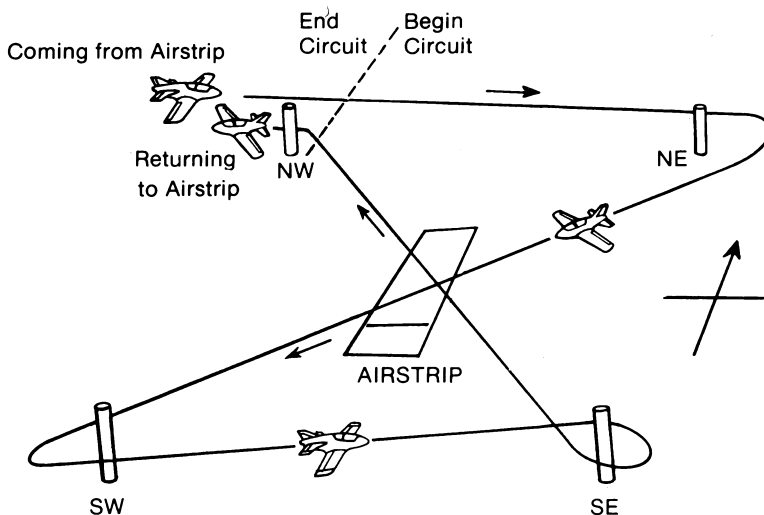 End
Circuit
Begin
Circuit
Coming from Airstrip
Returning
to Airstrip
NW
NE
AIRSTRIP
SW
SE